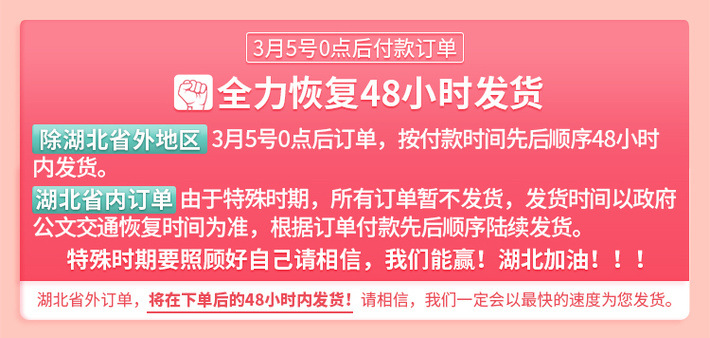 3月5号0点后付款订单
全力恢复48小时发货
除湖北省外地区 3月5号0点后订单，按付款时间先后顺序48小时
内发货。
湖北省内订单 由于特殊时期，所有订单暂不发货，发货时间以政府
公文交通恢复时间为准，根据订单付款先后顺序陆续发货。
特殊时期要照顾好自己请相信，我们能赢！湖北加油！！！
湖北省外订单，将在下单后的48小时内发货！请相信，我们一定会以最快的速度为您发货。